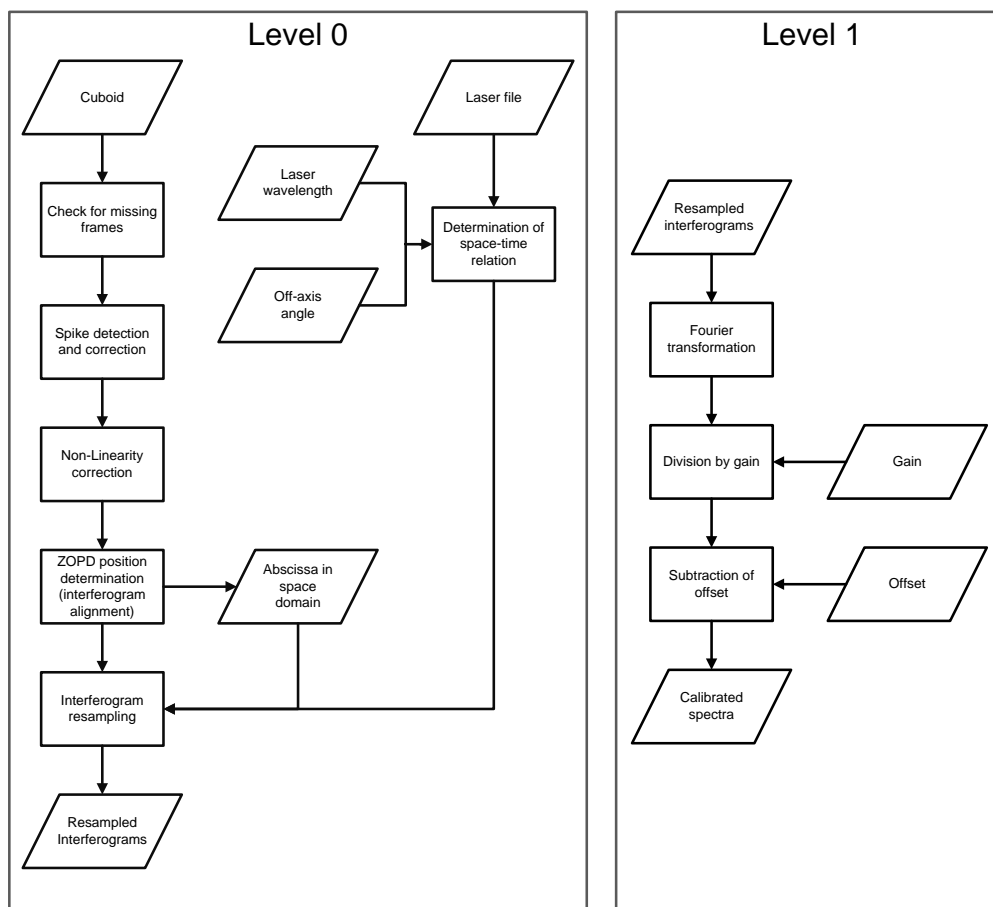 Level 0
Cuboid
Laser file
Laser
wavelength
Check for missing
frames
Determination of
space-time
relation
Off-axis
angle
Spike detection
and correction
Non-Linearity
correction
ZOPD position
determination
(interferogram
alignment)
Abscissa in
space
domain
Interferogram
resampling
Resampled
Interferograms
Level 1
Resampled
interferograms
Fourier
transformation
Division by gain
Gain
Subtraction of
offset
Offset
Calibrated
spectra